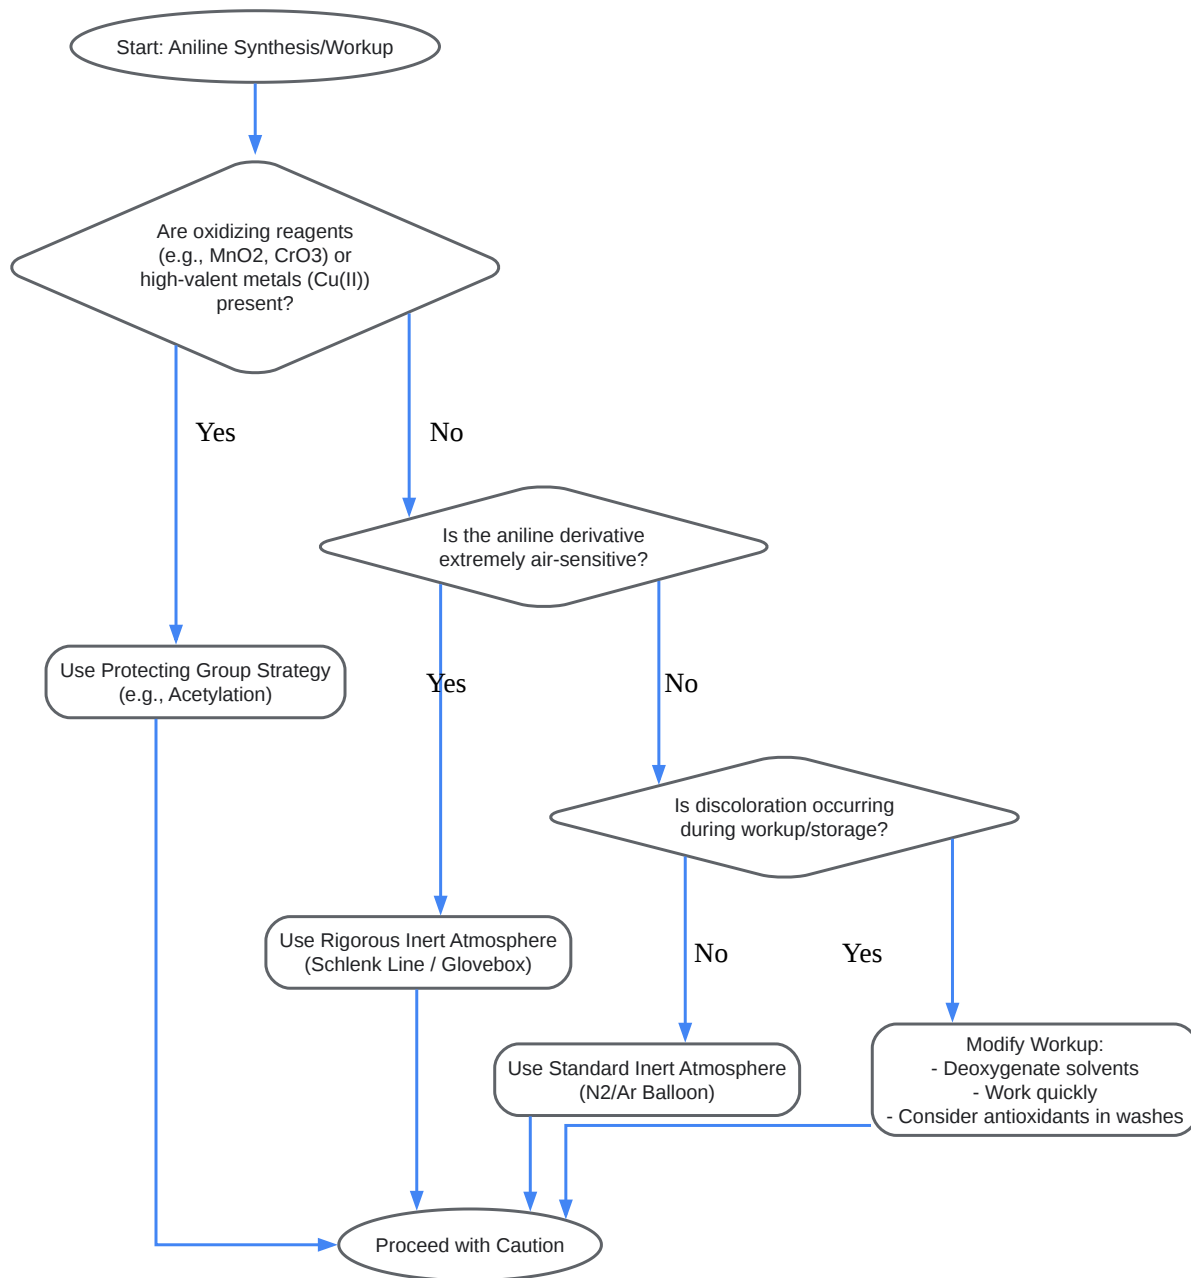 Start: Aniline Synthesis/Workup
Are oxidizing reagents
(e.g., MnO2, CrO3) or
high-valent metals (Cu(II))
present?
Yes
No
Is the aniline derivative
extremely air-sensitive?
Use Protecting Group Strategy
(e.g., Acetylation)
Yes
No
Is discoloration occurring
during workup/storage?
Use Rigorous Inert Atmosphere
(Schlenk Line / Glovebox)
No
Yes
Use Standard Inert Atmosphere
(N2/Ar Balloon)
Modify Workup:
- Deoxygenate solvents
- Work quickly
- Consider antioxidants in washes
Proceed with Caution